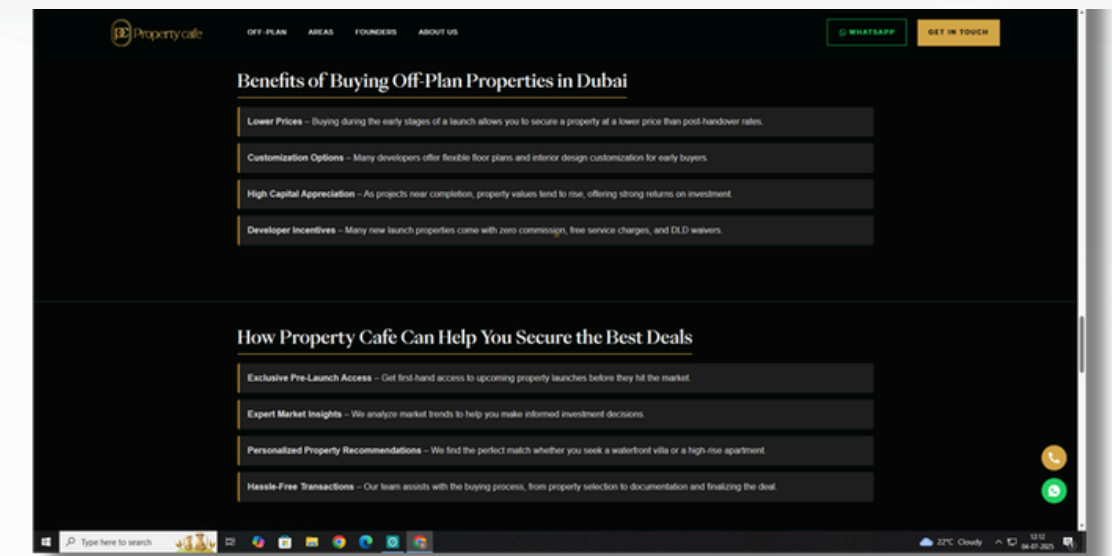 PC Property cafe
OFF-PLAN AREAS FOUNDERS ABOUT US
WHATSAPP
GET IN TOUCH
Benefits of Buying Off-Plan Properties in Dubai
Lower Prices – Buying during the early stages of a launch allows you to secure a property at a lower price than post-handover rates.
Customization Options – Many developers offer flexible floor plans and interior design customization for early buyers.
High Capital Appreciation – As projects near completion, property values tend to rise, offering strong returns on investment.
Developer Incentives – Many new launch properties come with zero commission, free service charges, and DLD waivers.
How Property Cafe Can Help You Secure the Best Deals
Exclusive Pre-Launch Access – Get first-hand access to upcoming property launches before they hit the market.
Expert Market Insights – We analyze market trends to help you make informed investment decisions.
Personalized Property Recommendations – We find the perfect match whether you seek a waterfront villa or a high-rise apartment.
Hassle-Free Transactions – Our team assists with the buying process, from property selection to documentation and finalizing the deal.
Type here to search
22°C Cloudy
12:12
04-07-2025